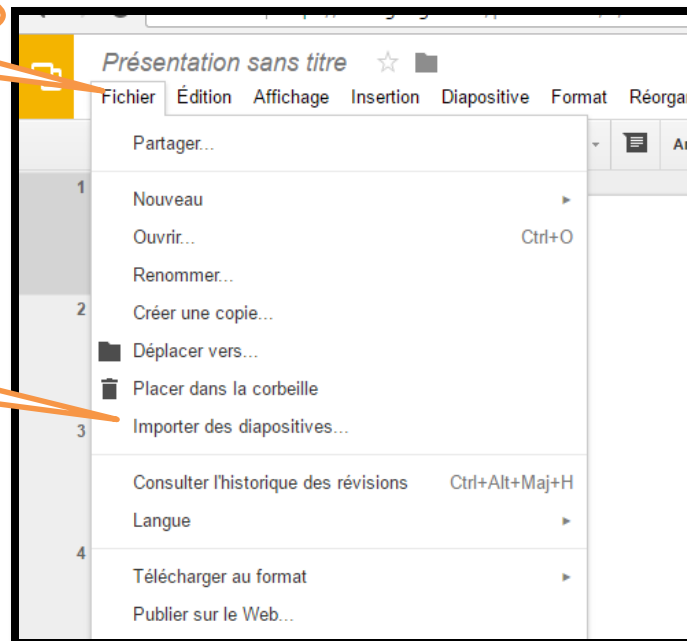 Présentation sans titre
Fichier Édition Affichage Insertion Diapositive Format
Partager...
1
Nouveau
Ouvrir... Ctrl+O
Renommer...
2
Créer une copie...
Déplacer vers...
Placer dans la corbeille
Importer des diapositives...
3
Consulter l'historique des révisions Ctrl+Alt+Maj+H
Langue
4
Télécharger au format
Publier sur le Web...